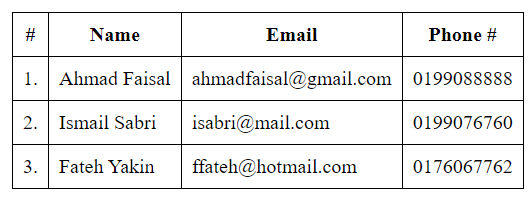 # Name Email Phone #
1. Ahmad Faisal ahmadfaisal@gmail.com 0199088888
2. Ismail Sabri isabri@mail.com 0199076760
3. Fateh Yakin ffateh@hotmail.com 0176067762